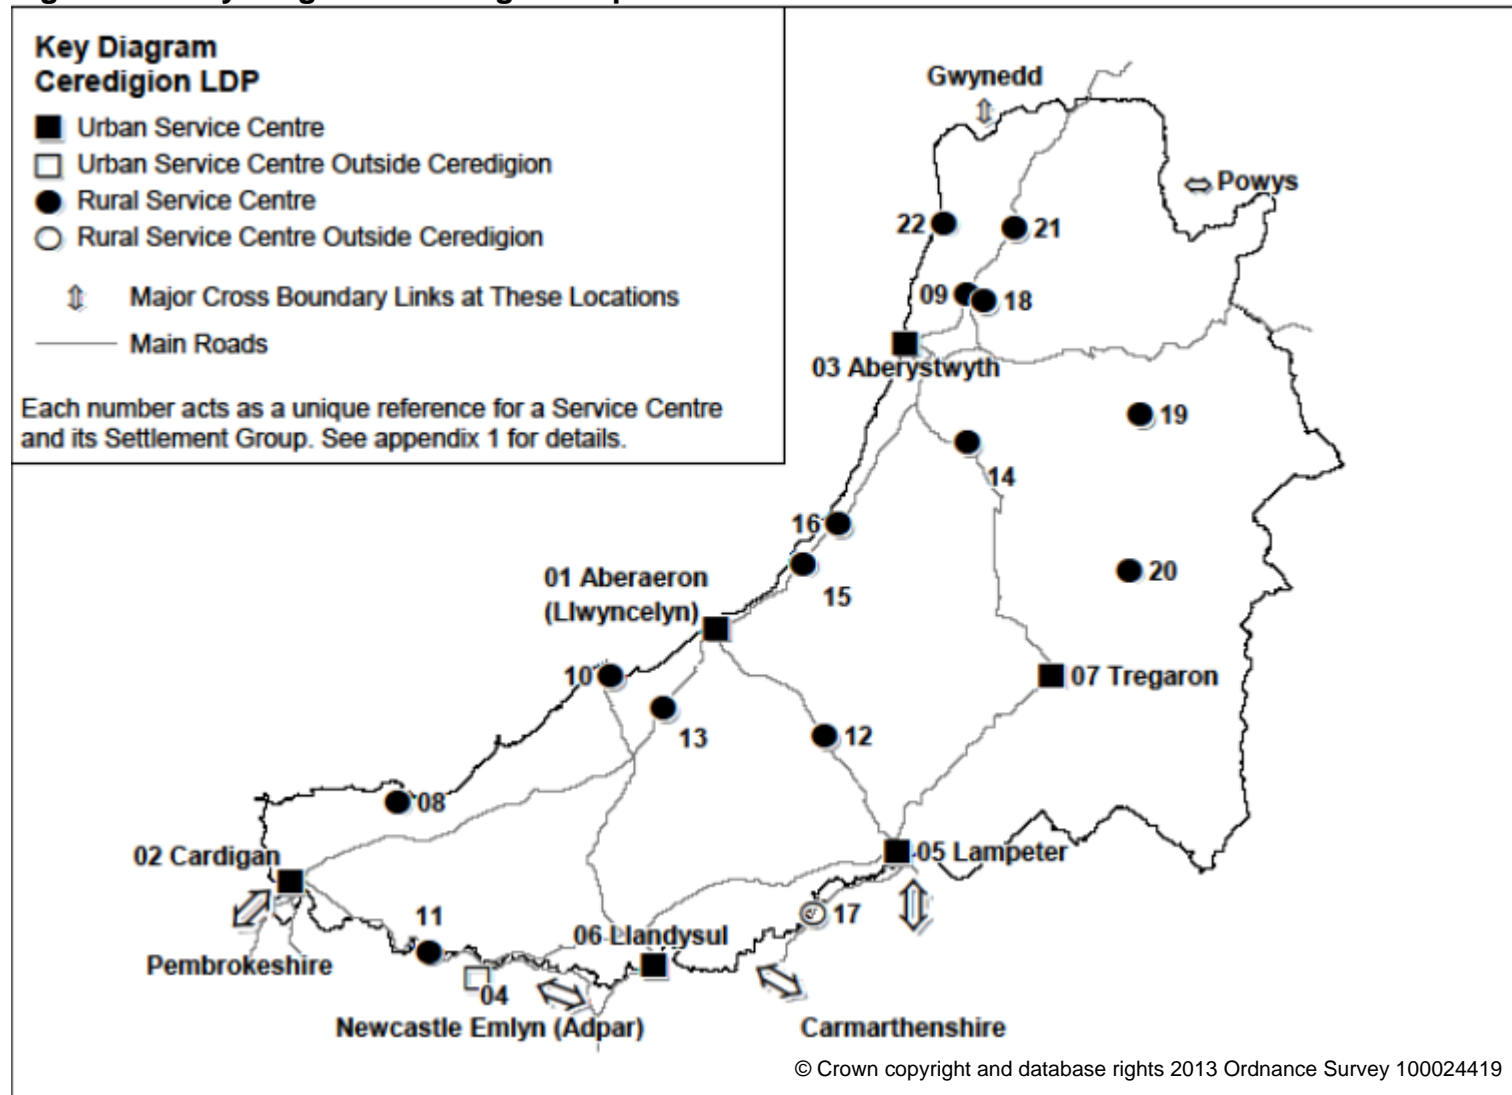 Key Diagram
Ceredigion LDP
Urban Service Centre
Urban Service Centre Outside Ceredigion
Rural Service Centre
Rural Service Centre Outside Ceredigion
Major Cross Boundary Links at These Locations
Main Roads
Each number acts as a unique reference for a Service Centre
and its Settlement Group. See appendix 1 for details.
Gwynedd
Powys
22
21
09
18
03 Aberystwyth
19
14
16
15
20
01 Aberaeron
(Llwyncelyn)
10
13
12
07 Tregaron
08
02 Cardigan
05 Lampeter
11
17
06 Llandysul
Pembrokeshire
04
Newcastle Emlyn (Adpar)
Carmarthenshire
© Crown copyright and database rights 2013 Ordnance Survey 100024419